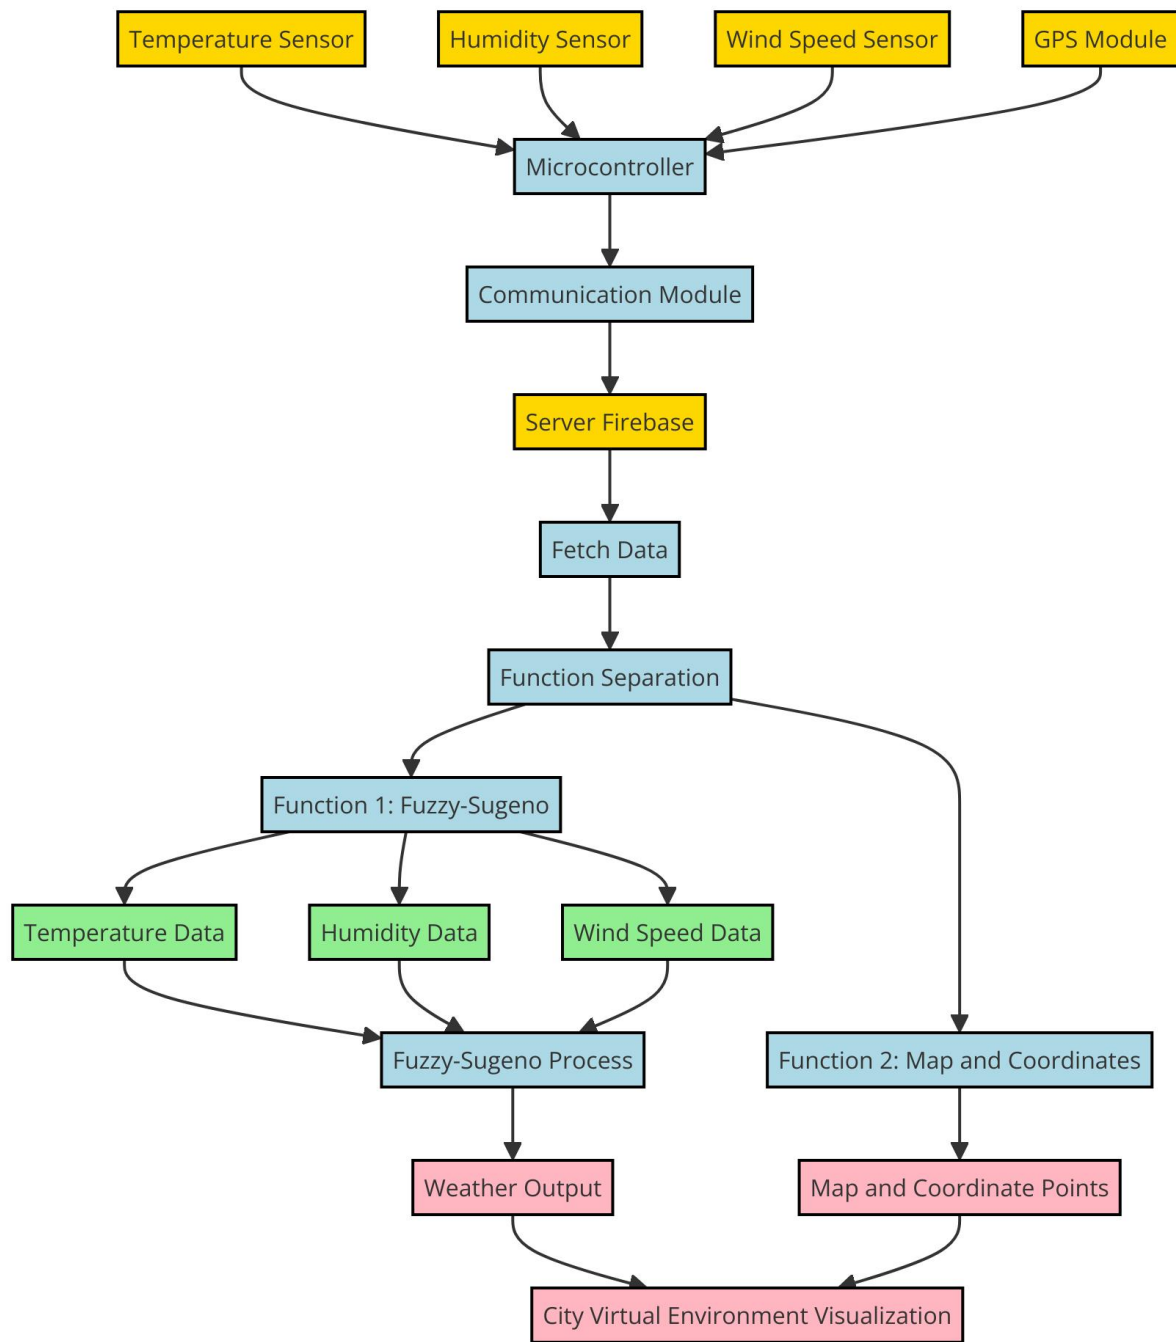 Temperature Sensor
Humidity Sensor
Wind Speed Sensor
GPS Module
Microcontroller
Communication Module
Server Firebase
Fetch Data
Function Separation
Function 1: Fuzzy-Sugeno
Temperature Data
Humidity Data
Wind Speed Data
Fuzzy-Sugeno Process
Function 2: Map and Coordinates
Weather Output
Map and Coordinate Points
City Virtual Environment Visualization